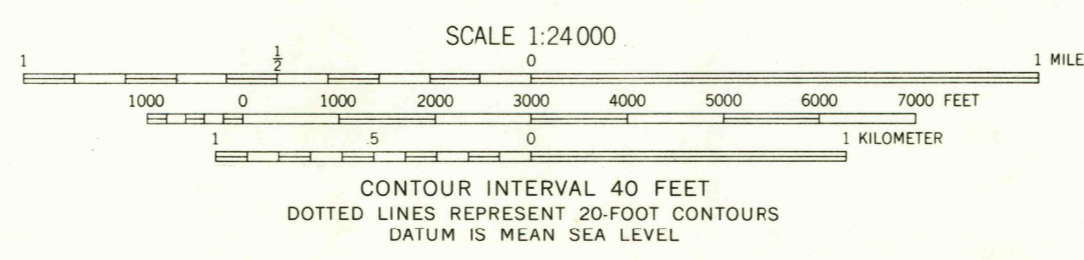 SCALE 1:24 000
1 ½ 0 1 MILE
1000 0 1000 2000 3000 4000 5000 6000 7000 FEET
1 .5 0 1 KILOMETER
CONTOUR INTERVAL 40 FEET
DOTTED LINES REPRESENT 20-FOOT CONTOURS
DATUM IS MEAN SEA LEVEL